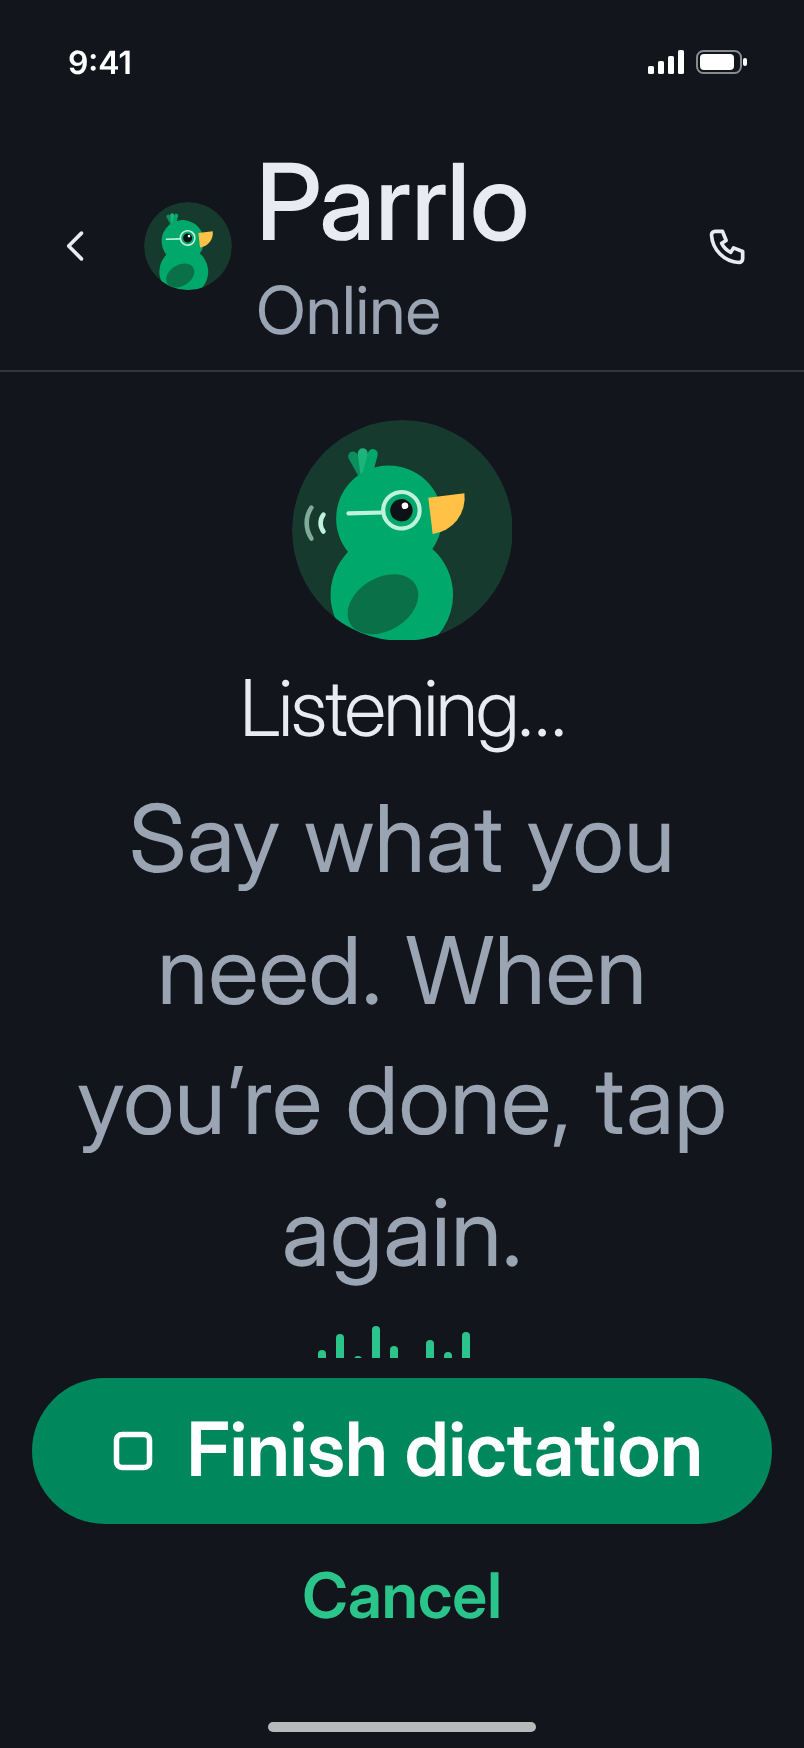 9:41
Parrlo
Online
Listening...
Say what you
need. When
you’re done, tap
again.
Finish dictation
Cancel